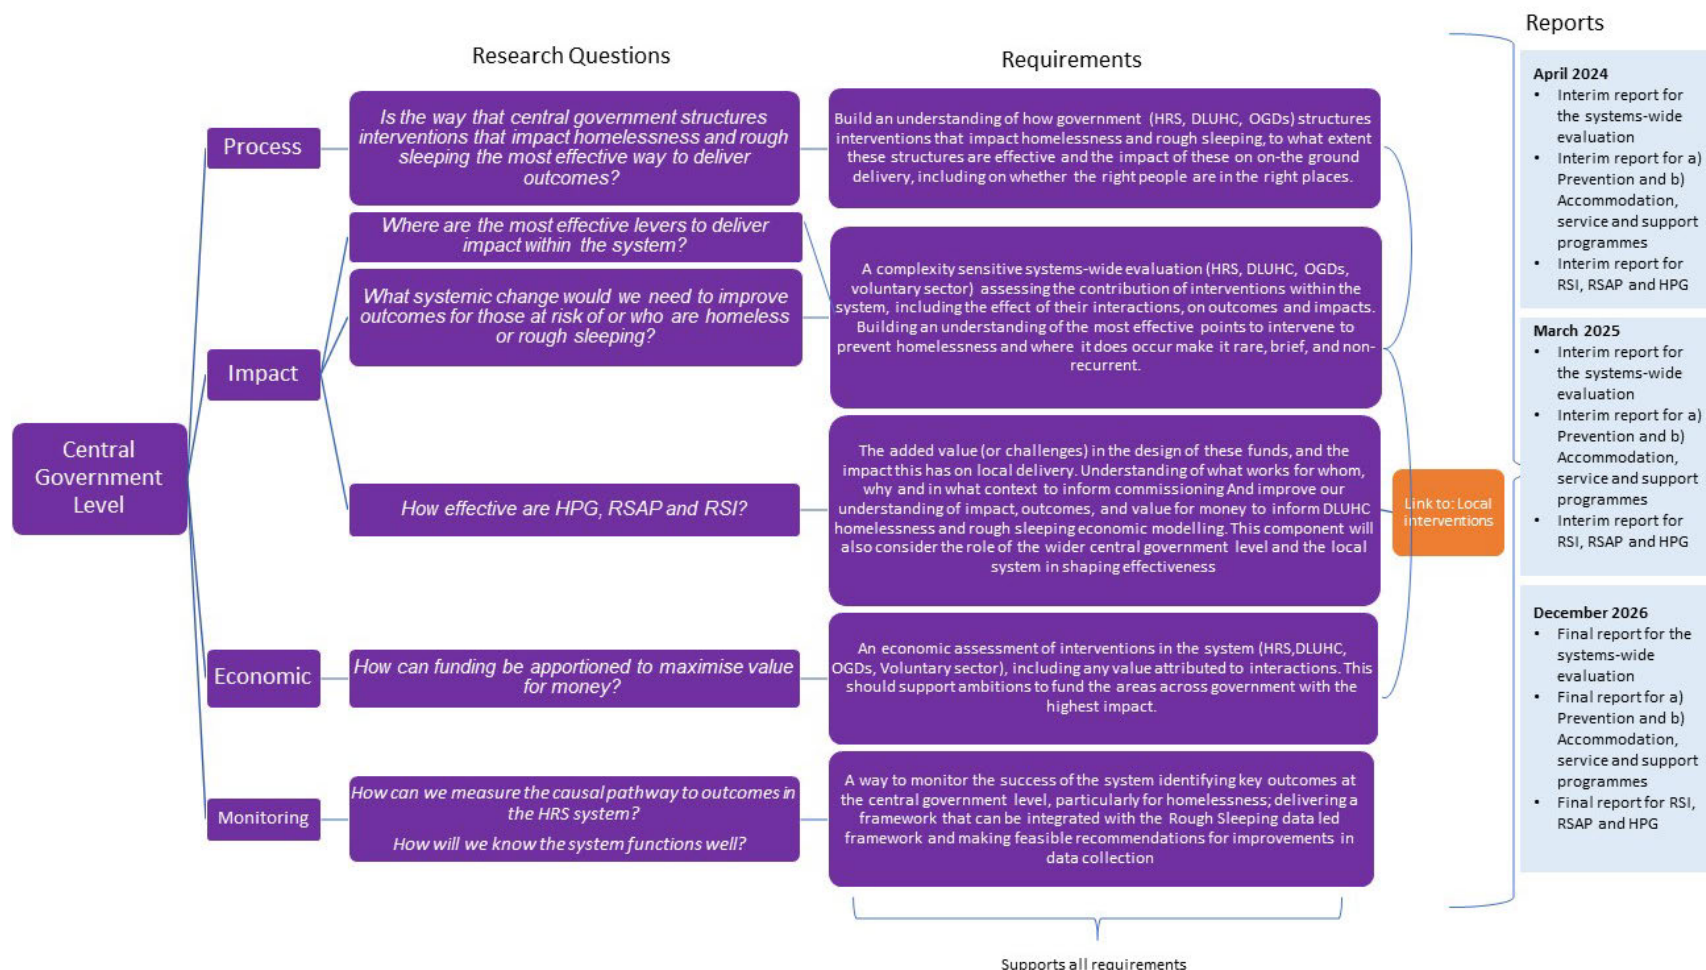 Reports
Research Questions
Requirements
Central
Government
Level
Process
Is the way that central government structures
interventions that impact homelessness and rough
sleeping the most effective way to deliver
outcomes?
Build an understanding of how government (HRS, DLUHC, OGDs) structures
interventions that impact homelessness and rough sleeping, to what extent
these structures are effective and the impact of these on on-the ground
delivery, including on whether the right people are in the right places.
Impact
Where are the most effective levers to deliver
impact within the system?
What systemic change would we need to improve
outcomes for those at risk of or who are homeless
or rough sleeping?
A complexity sensitive systems-wide evaluation (HRS, DLUHC, OGDs,
voluntary sector) assessing the contribution of interventions within the
system, including the effect of their interactions, on outcomes and impacts.
Building an understanding of the most effective points to intervene to
prevent homelessness and where it does occur make it rare, brief, and non-
recurrent.
How effective are HPG, RSAP and RSI?
The added value (or challenges) in the design of these funds, and the
impact this has on local delivery. Understanding of what works for whom,
why and in what context to inform commissioning And improve our
understanding of impact, outcomes, and value for money to inform DLUHC
homelessness and rough sleeping economic modelling. This component will
also consider the role of the wider central government level and the local
system in shaping effectiveness
Link to: Local
interventions
Economic
How can funding be apportioned to maximise value
for money?
An economic assessment of interventions in the system (HRS,DLUHC,
OGDs, Voluntary sector), including any value attributed to interactions. This
should support ambitions to fund the areas across government with the
highest impact.
Monitoring
How can we measure the causal pathway to outcomes in
the HRS system?
How will we know the system functions well?
A way to monitor the success of the system identifying key outcomes at
the central government level, particularly for homelessness; delivering a
framework that can be integrated with the Rough Sleeping data led
framework and making feasible recommendations for improvements in
data collection
Supports all requirements
April 2024
• Interim report for
the systems-wide
evaluation
• Interim report for a)
Prevention and b)
Accommodation,
service and support
programmes
• Interim report for
RSI, RSAP and HPG
March 2025
• Interim report for
the systems-wide
evaluation
• Interim report for a)
Prevention and b)
Accommodation,
service and support
programmes
• Interim report for
RSI, RSAP and HPG
December 2026
• Final report for the
systems-wide
evaluation
• Final report for a)
Prevention and b)
Accommodation,
service and support
programmes
• Final report for RSI,
RSAP and HPG